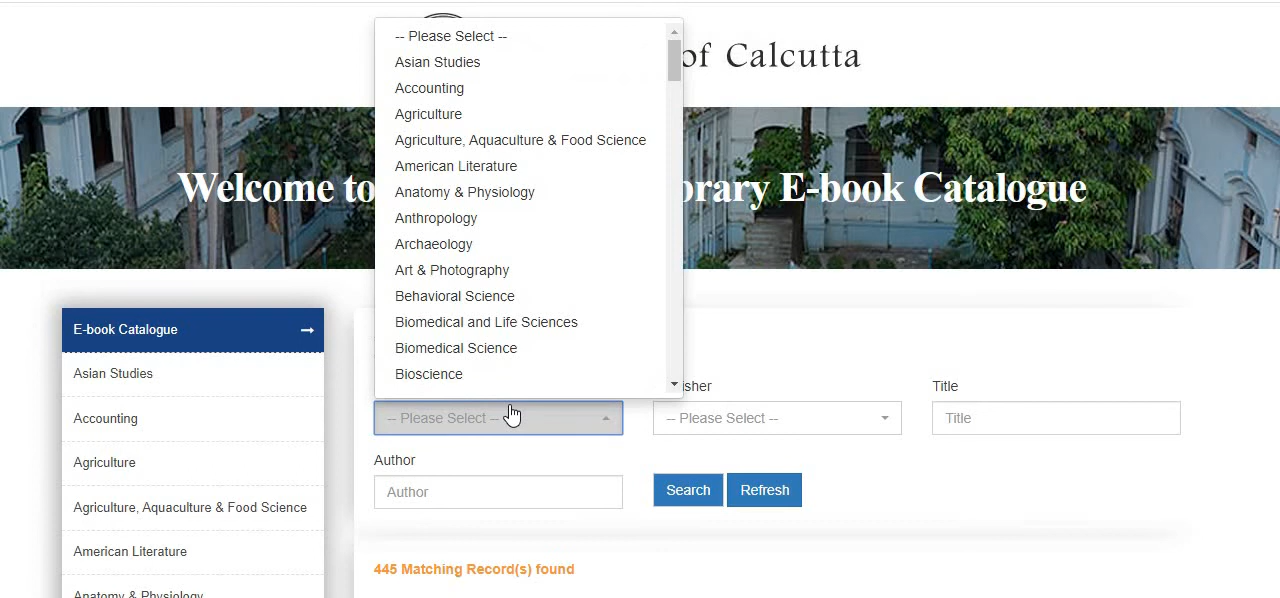 of Calcutta
Welcome to
brary E-book Catalogue
-- Please Select --
Asian Studies
Accounting
Agriculture
Agriculture, Aquaculture & Food Science
American Literature
Anatomy & Physiology
Anthropology
Archaeology
Art & Photography
Behavioral Science
Biomedical and Life Sciences
Biomedical Science
Bioscience
E-book Catalogue
Asian Studies
Accounting
Agriculture
Agriculture, Aquaculture & Food Science
American Literature
Anatomy & Physiology
isher
Title
-- Please Select --
-- Please Select --
Title
Author
Author
Search
Refresh
445 Matching Record(s) found